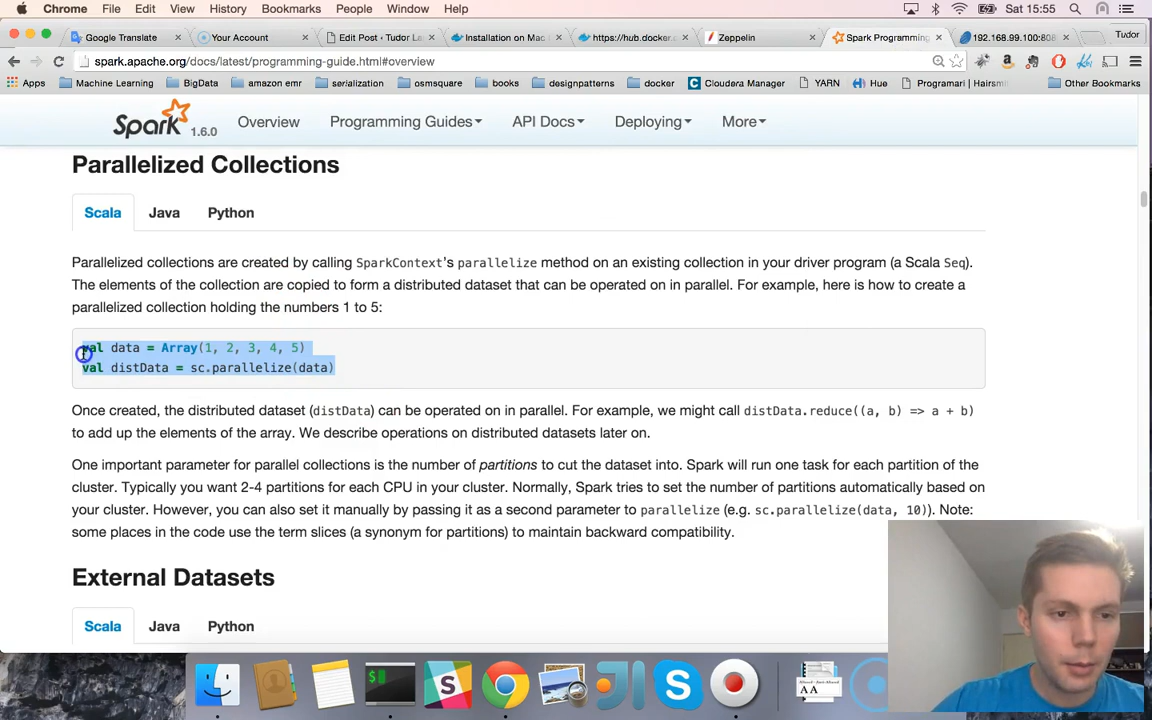 Chrome File Edit View History Bookmarks People Window Help Sat 15:55
Google Translate Your Account Edit Post ‹ Tudor L Installation on Mac https://hub.docker. Zeppelin Spark Programming 192.168.99.100:808 Tudor
spark.apache.org/docs/latest/programming-guide.html#overview
Apps Machine Learning BigData amazon emr serialization osmsquare books designpatterns docker Cloudera Manager YARN Hue Programari | Hairsm Other Bookmarks
Spark 1.6.0 Overview Programming Guides API Docs Deploying More
Parallelized Collections
Scala Java Python
Parallelized collections are created by calling SparkContext's parallelize method on an existing collection in your driver program (a Scala Seq).
The elements of the collection are copied to form a distributed dataset that can be operated on in parallel. For example, here is how to create a
parallelized collection holding the numbers 1 to 5:
val data = Array(1, 2, 3, 4, 5)
val distData = sc.parallelize(data)
Once created, the distributed dataset (distData) can be operated on in parallel. For example, we might call distData.reduce((a, b) => a + b)
to add up the elements of the array. We describe operations on distributed datasets later on.
One important parameter for parallel collections is the number of partitions to cut the dataset into. Spark will run one task for each partition of the
cluster. Typically you want 2-4 partitions for each CPU in your cluster. Normally, Spark tries to set the number of partitions automatically based on
your cluster. However, you can also set it manually by passing it as a second parameter to parallelize (e.g. sc.parallelize(data, 10)). Note:
some places in the code use the term slices (a synonym for partitions) to maintain backward compatibility.
External Datasets
Scala Java Python